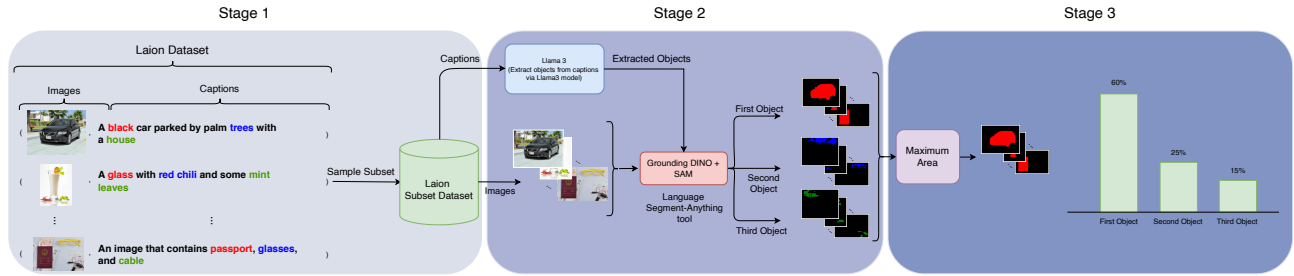 Stage 1
Laion Dataset
Images
Captions
( , A black car parked by palm trees with )
a house
( , A glass with red chili and some mint )
leaves
( , An image that contains passport, glasses, )
and cable
Sample Subset
Captions
Laion
Subset Dataset
Images
Stage 2
Llama 3
(Extract objects from captions
via Llama3 model)
Extracted Objects
Grounding DINO +
SAM
Language
Segment-Anything
tool
First Object
Second
Object
Third Object
Stage 3
Maximum
Area
60%
25%
15%
First Object
Second Object
Third Object